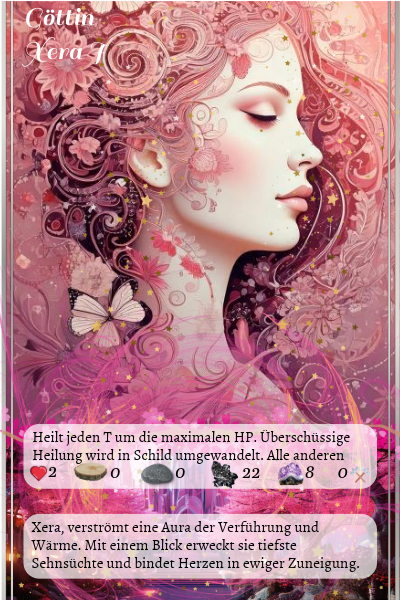 Göttin
Xera 1
Heilt jeden T um die maximalen HP. Überschüssige
Heilung wird in Schild umgewandelt. Alle anderen
2 0 0 22 8 0
Xera, verströmt eine Aura der Verführung und
Wärme. Mit einem Blick erweckt sie tiefste
Sehnsüchte und bindet Herzen in ewiger Zuneigung.